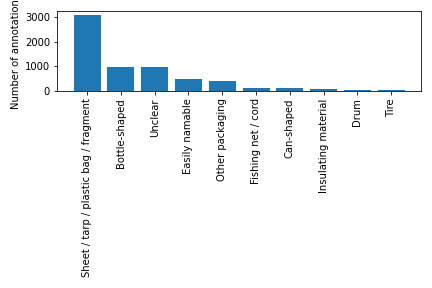 Number of annotation
3000
2000
1000
0
Sheet / tarp / plastic bag / fragment
Bottle-shaped
Unclear
Easily namable
Other packaging
Fishing net / cord
Can-shaped
Insulating material
Drum
Tire